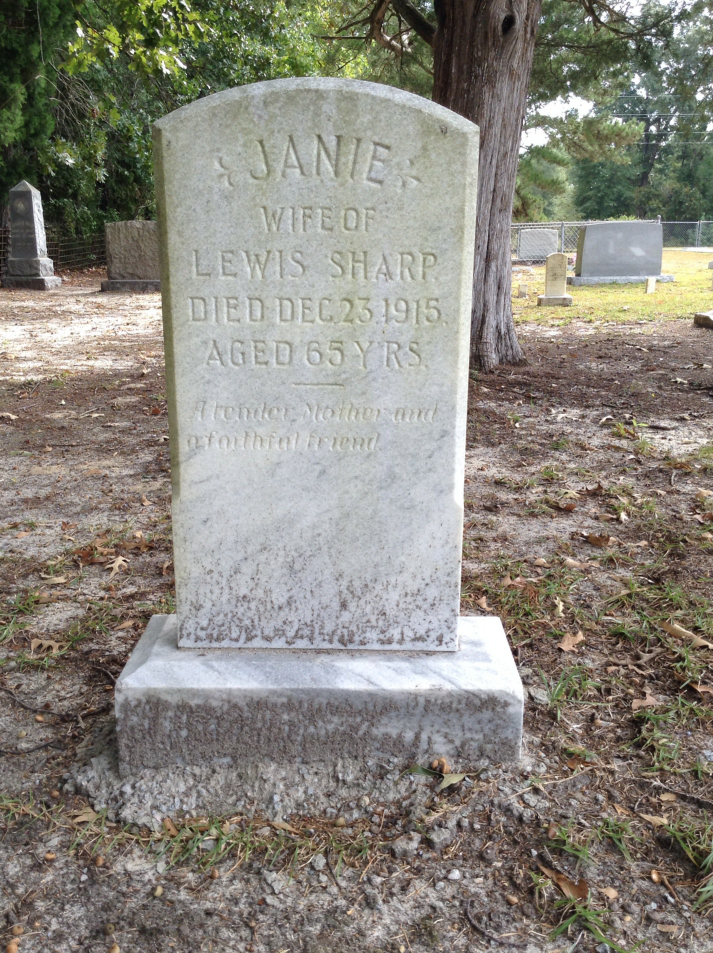 JANIE
WIFE OF
LEWIS SHARP
DIED DEC. 23. 1915.
AGED 65 YRS.
A tender Mother and
a faithful friend.